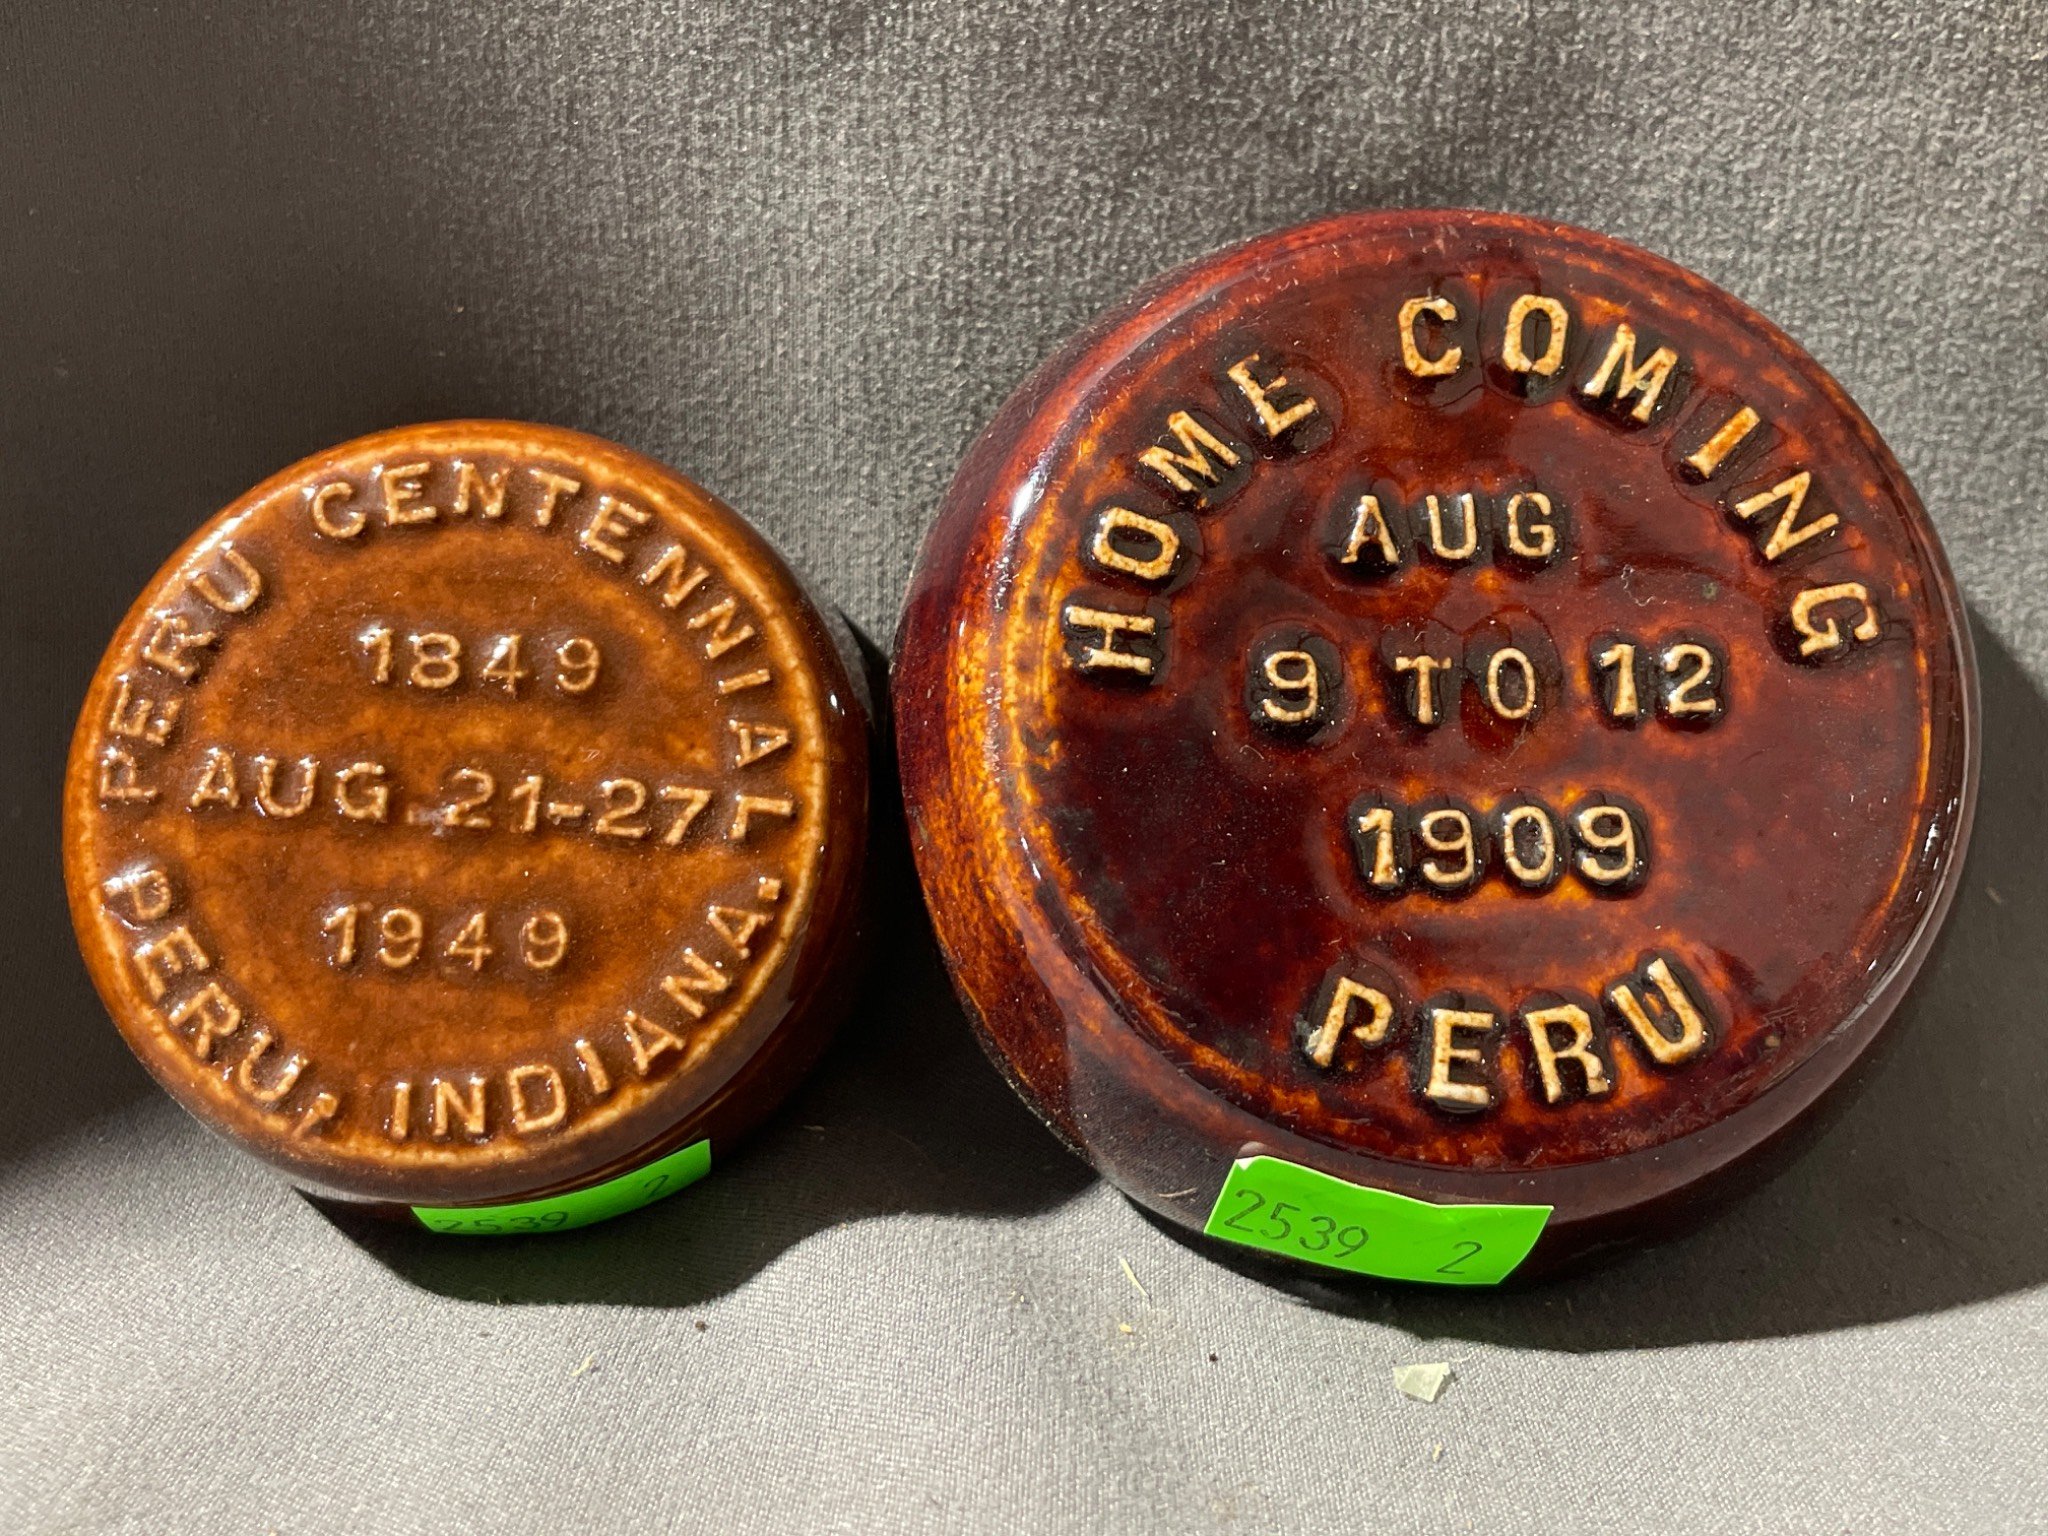 PERU CENTENNIAL
1849
AUG. 21-27
1949
PERU, INDIANA.
2539 2
HOME COMING
AUG
9 TO 12
1909
PERU
2539 2